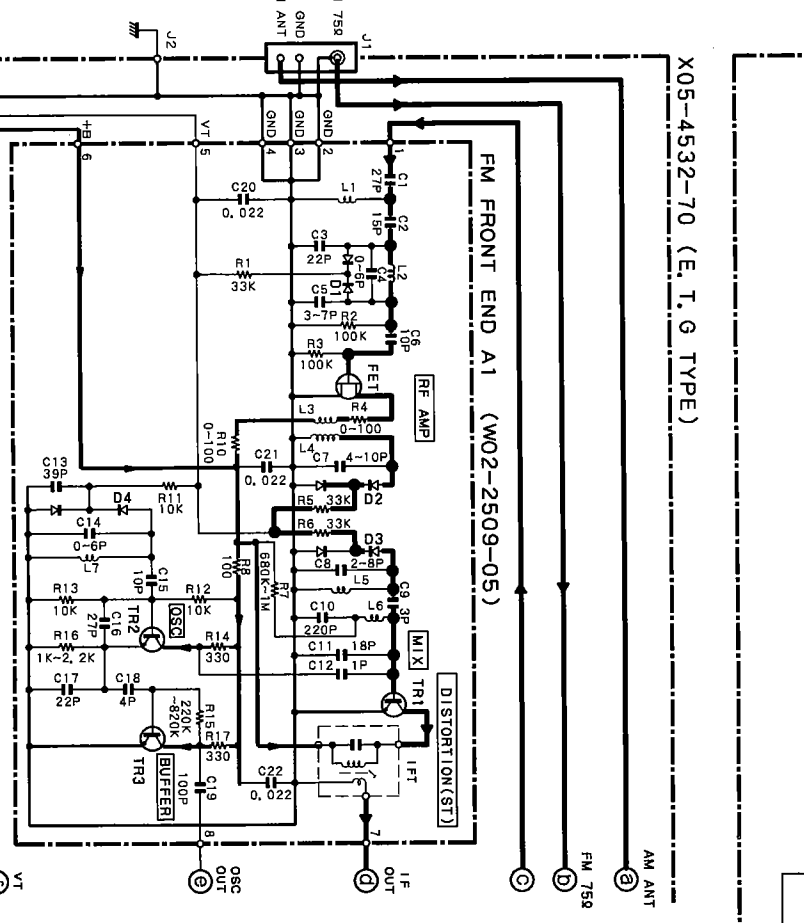 X05-4532-70 (E, T, G TYPE)
J1
M 75Ω
GND
M ANT
J2
FM FRONT END A1 (W02-2509-05)
+B 6
VT 5
GND 4
GND 3
GND 2
1
C1
27P
C2
15P
L1
C20
0.022
C3
22P
C4
0~6P
L2
D1
R1
33K
C5
3~7P
R2
100K
C6
10P
R3
100K
FET
RF AMP
L3
R4
0~100
R10
0~100
L4
C21
0.022
C7
4~10P
D2
R5 33K
R6 33K
D3
C8
2~8P
L5
C9
3P
C10
220P
L6
R7
680K~1M
R8
100
C11
18P
C12
1P
MIX
TR1
DISTORTION(ST)
IFT
C13
39P
D4
R11
10K
C14
0~6P
L7
C15
10P
R13
10K
R12
10K
C16
27P
TR2
OSC
R14
330
R16
1K~2.2K
C17
22P
C18
4P
R15
220K
~820K
R17
330
TR3
BUFFER
C19
100P
C22
0.022
8
7
OSC
OUT
e
IF
OUT
d
c
b
FM 75Ω
a
AM ANT
VT